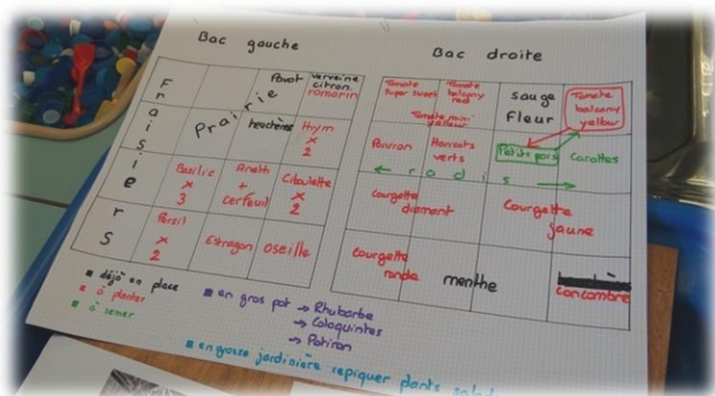 Bac gauche
Bac droite
Fraisiers
Prairie
Pavot
verveine
citron
romarin
heuchères
thym
x
2
Basilic
x
3
Aneth
+
cerfeuil
Ciboulette
x
2
Persil
x
2
Estragon
oseille
Tomate
super sweet
Tomate
balcony
red
Tomate mini
yellow
sauge
Fleur
Tomate
balcony
yellow
Poivron
Haricots
verts
Petits pois
Carottes
← radis →
Courgette
diamant
Courgette
jaune
Courgette
ronde
menthe
concombre
■ déjà en place
■ à planter
■ à semer
■ en gros pot → Rhubarbe
→ Coloquintes
→ Potiron
■ en grosse jardinière repiquer plants